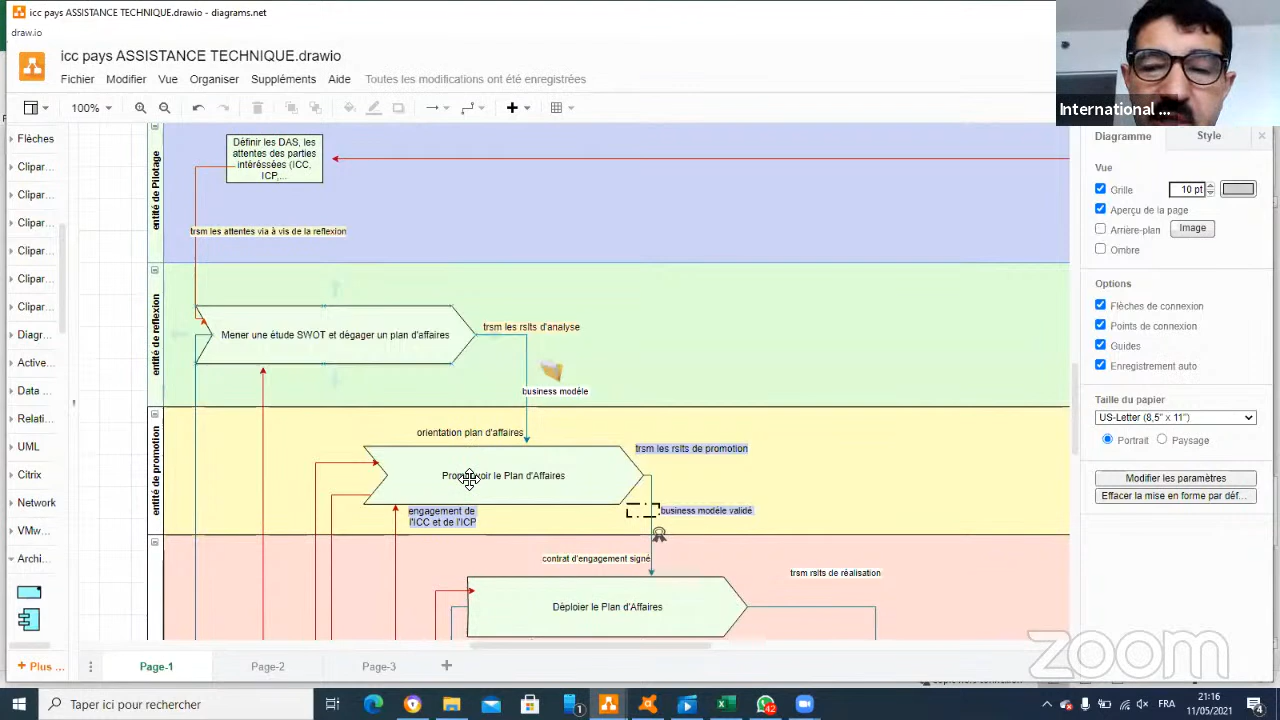 icc pays ASSISTANCE TECHNIQUE.drawio - diagrams.net
draw.io
icc pays ASSISTANCE TECHNIQUE.drawio
Fichier Modifier Vue Organiser Suppléments Aide Toutes les modifications ont été enregistrées
International ...
100%
Flèches
Clipar...
Clipar...
Clipar...
Clipar...
Clipar...
Clipar...
Diagr...
Active...
Data ...
Relati...
UML
Citrix
Network
VMw...
Archi...
+ Plus ...
entité de Pilotage
Définir les DAS, les
attentes des parties
intèrèssées (ICC,
ICP,...
trsm les attentes via à vis de la reflexion
entité de reflexion
Mener une étude SWOT et dégager un plan d'affaires
trsm les rslts d'analyse
business modéle
entité de promotion
orientation plan d'affaires
trsm les rslts de promotion
engagement de
l'ICC et de l'ICP
business modéle validé
contrat d'engagement signé
trsm rslts de réalisation
Déploier le Plan d'Affaires
Diagramme Style
Vue
Grille 10 pt
Aperçu de la page
Arrière-plan Image
Ombre
Options
Flèches de connexion
Points de connexion
Guides
Enregistrement auto
Taille du papier
US-Letter (8,5" x 11")
Portrait Paysage
Modifier les paramètres
Effacer la mise en forme par déf...
zoom
Page-1 Page-2 Page-3
Taper ici pour rechercher
1
42
FRA
21:16
11/05/2021
4